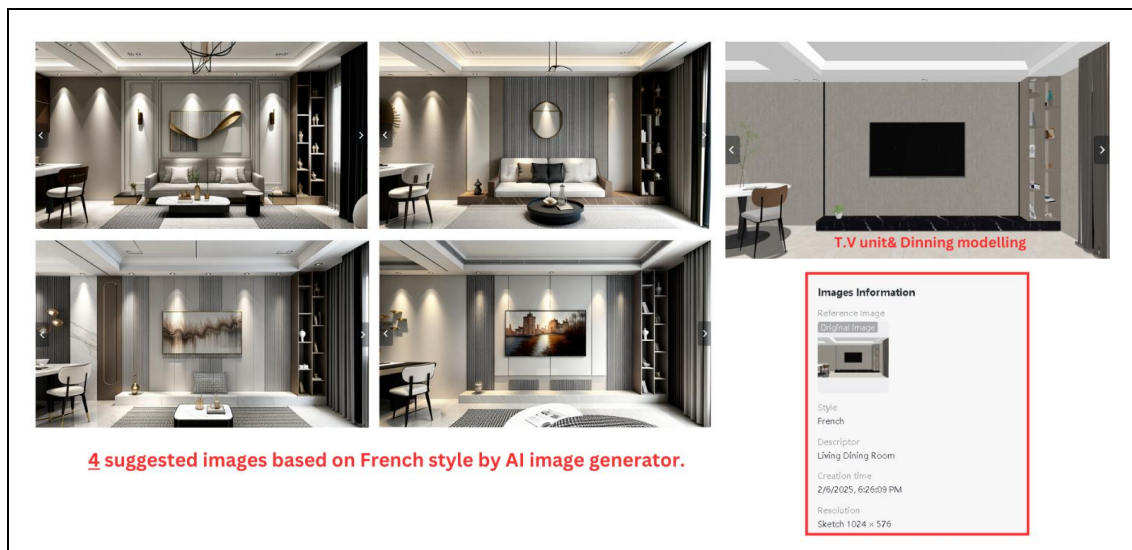 T.V unit& Dinning modelling
Images Information
Reference Image
Original Image
Style
French
Descriptor
Living Dining Room
Creation time
2/6/2025, 6:26:09 PM
Resolution
Sketch 1024 × 576
4 suggested images based on French style by AI image generator.